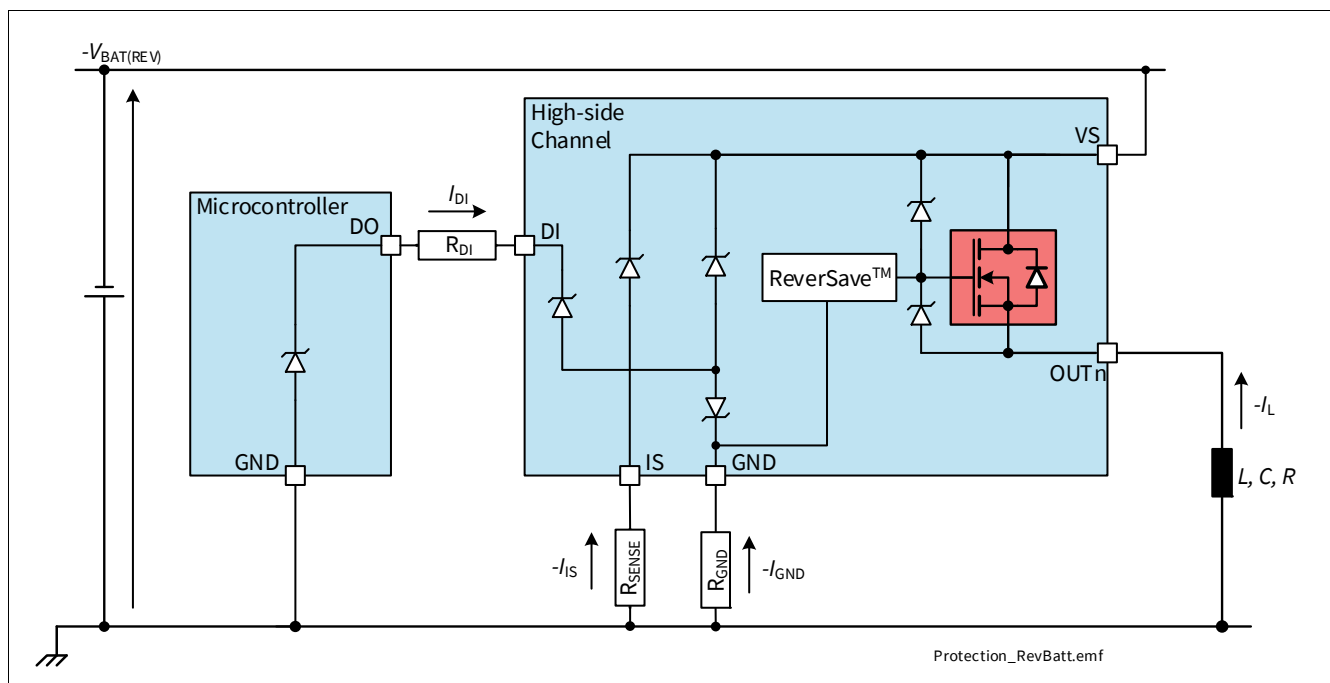 -VBAT(REV)
High-side
Channel
VS
Microcontroller
DO
IDI
RDI
DI
ReverSave™
OUTn
-IL
GND
IS
GND
L, C, R
-IIS
RSENSE
RGND
-IGND
Protection_RevBatt.emf